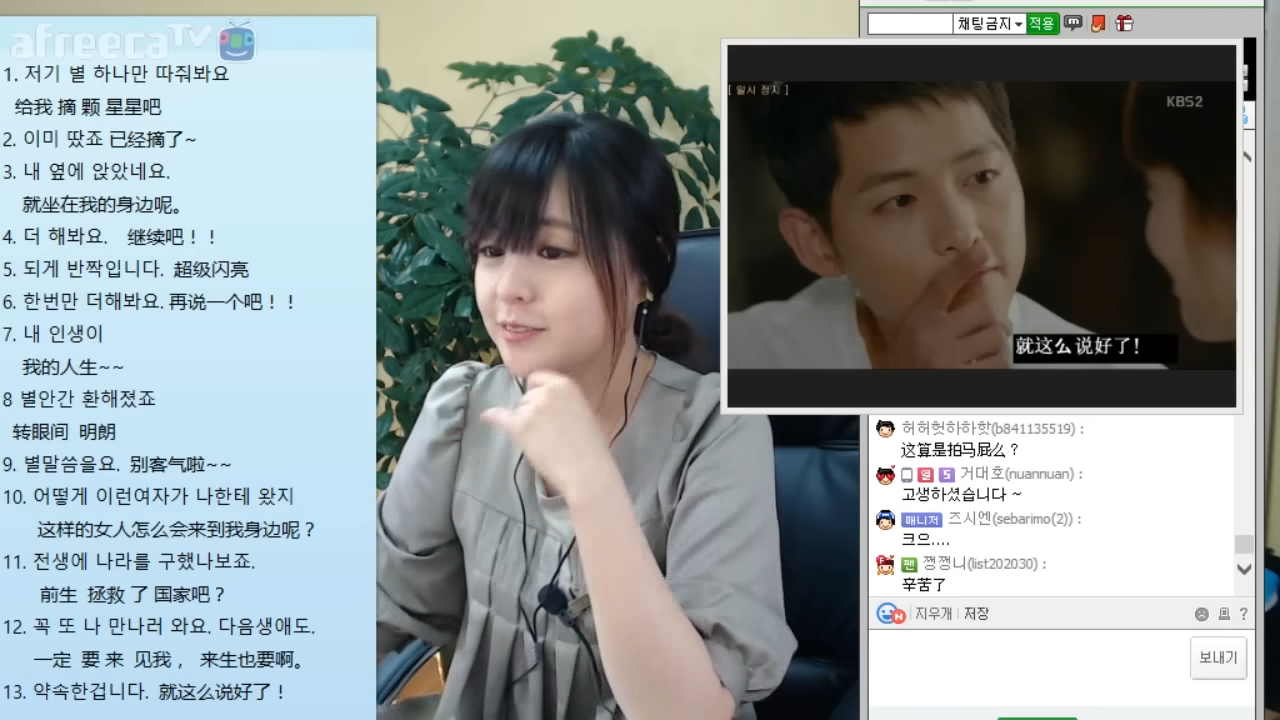 afreecaTV
1. 저기 별 하나만 따줘봐요
给我 摘 颗 星星吧
2. 이미 땄죠 已经摘了~
3. 내 옆에 앉았네요.
就坐在我的身边呢。
4. 더 해봐요. 继续吧！！
5. 되게 반짝입니다. 超级闪亮
6. 한번만 더해봐요. 再说一个吧！！
7. 내 인생이
我的人生~~
8 별안간 환해졌죠
转眼间 明朗
9. 별말씀을요. 别客气啦~~
10. 어떻게 이런여자가 나한테 왔지
这样的女人怎么会来到我身边呢？
11. 전생에 나라를 구했나보죠.
前生 拯救 了 国家吧？
12. 꼭 또 나 만나러 와요. 다음생애도.
一定 要 来 见我， 来生也要啊。
13. 약속한겁니다. 就这么说好了！
채팅금지 적용
[ 일시 정지 ]
KBS2
就这么说好了!
허허헛하하핫(b841135519) :
这算是拍马屁么？
열 5 거대호(nuannuan) :
고생하셨습니다 ~
매니저 즈시엔(sebarimo(2)) :
크으....
팬 쩡쩡니(list202030) :
辛苦了
N 지우개 저장 ?
보내기